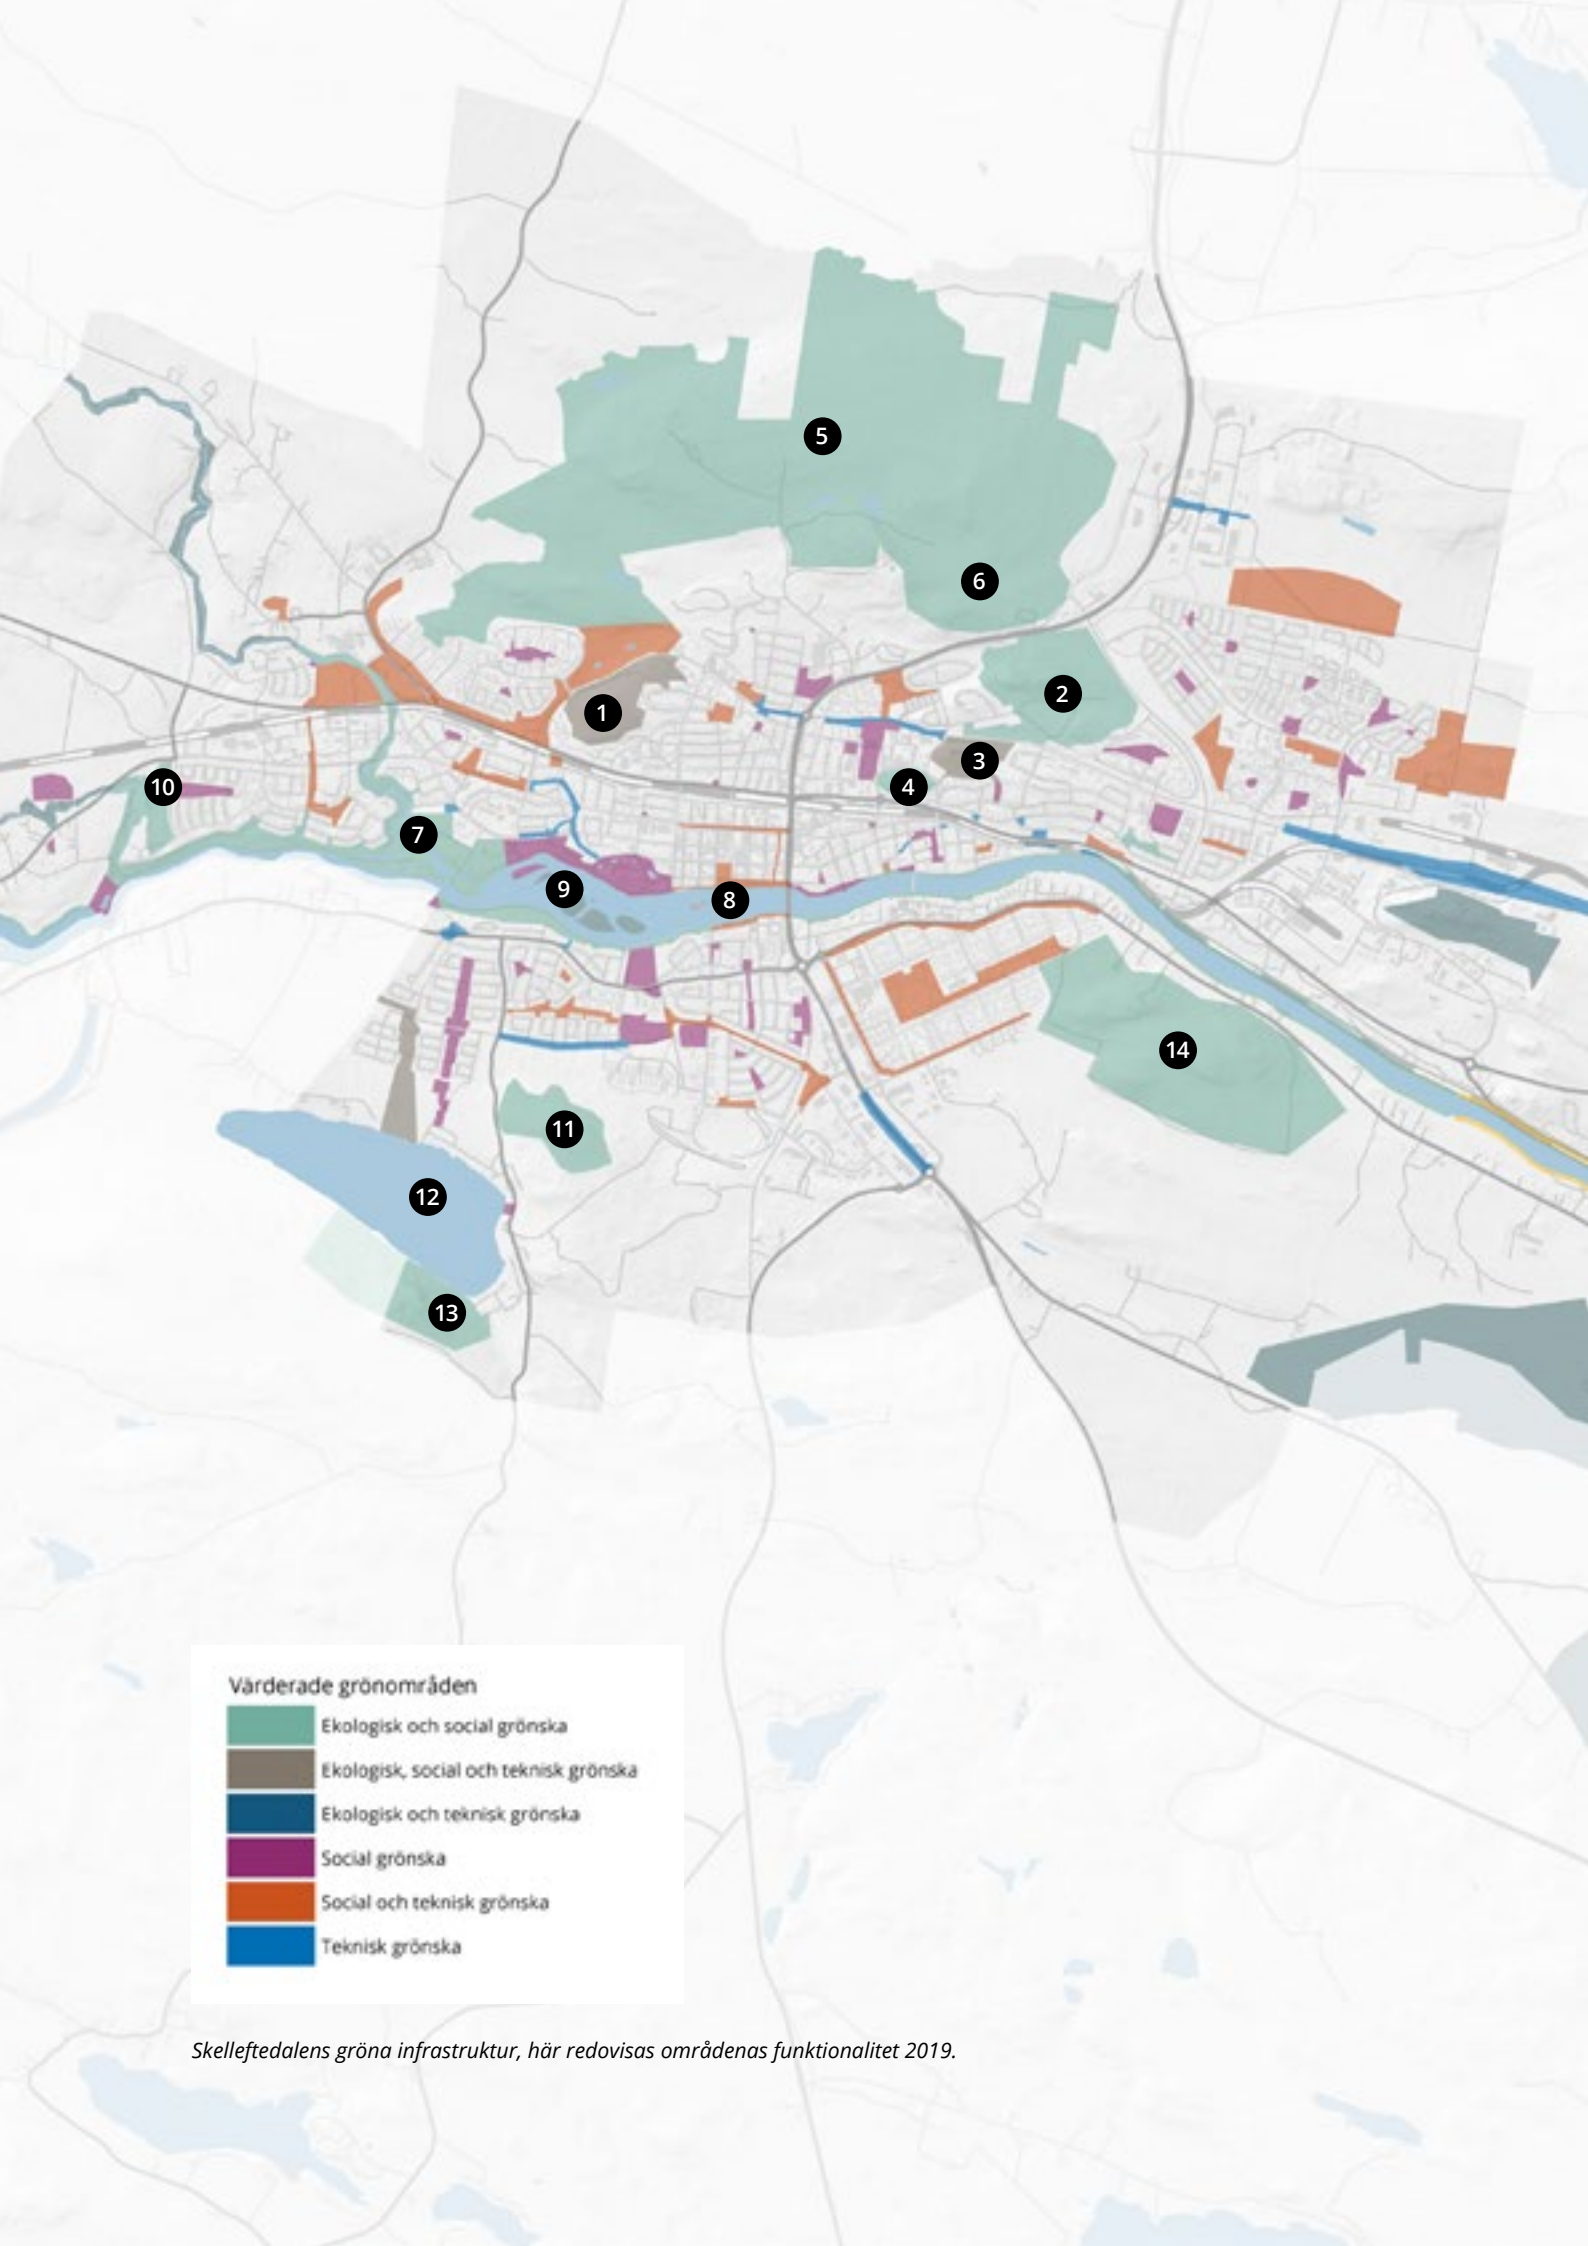 5
6
2
1
3
4
10
7
9
8
14
11
12
13
Värderade grönområden
Ekologisk och social grönska
Ekologisk, social och teknisk grönska
Ekologisk och teknisk grönska
Social grönska
Social och teknisk grönska
Teknisk grönska
Skelleftedalens gröna infrastruktur, här redovisas områdenas funktionalitet 2019.